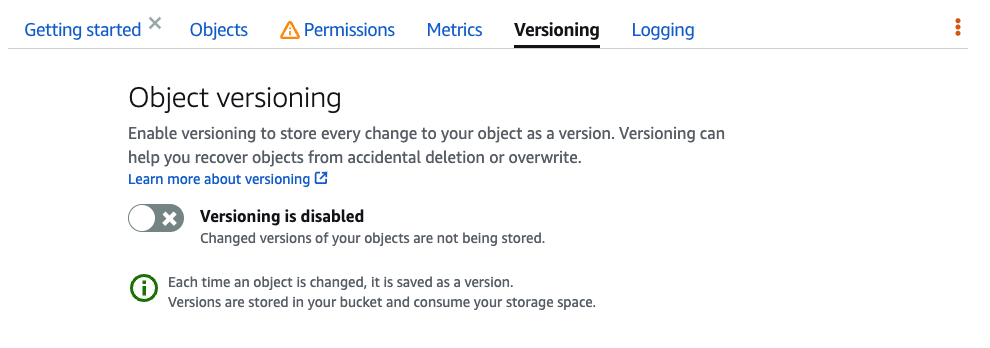 Getting started Objects Permissions Metrics Versioning Logging
Object versioning
Enable versioning to store every change to your object as a version. Versioning can
help you recover objects from accidental deletion or overwrite.
Learn more about versioning
Versioning is disabled
Changed versions of your objects are not being stored.
Each time an object is changed, it is saved as a version.
Versions are stored in your bucket and consume your storage space.